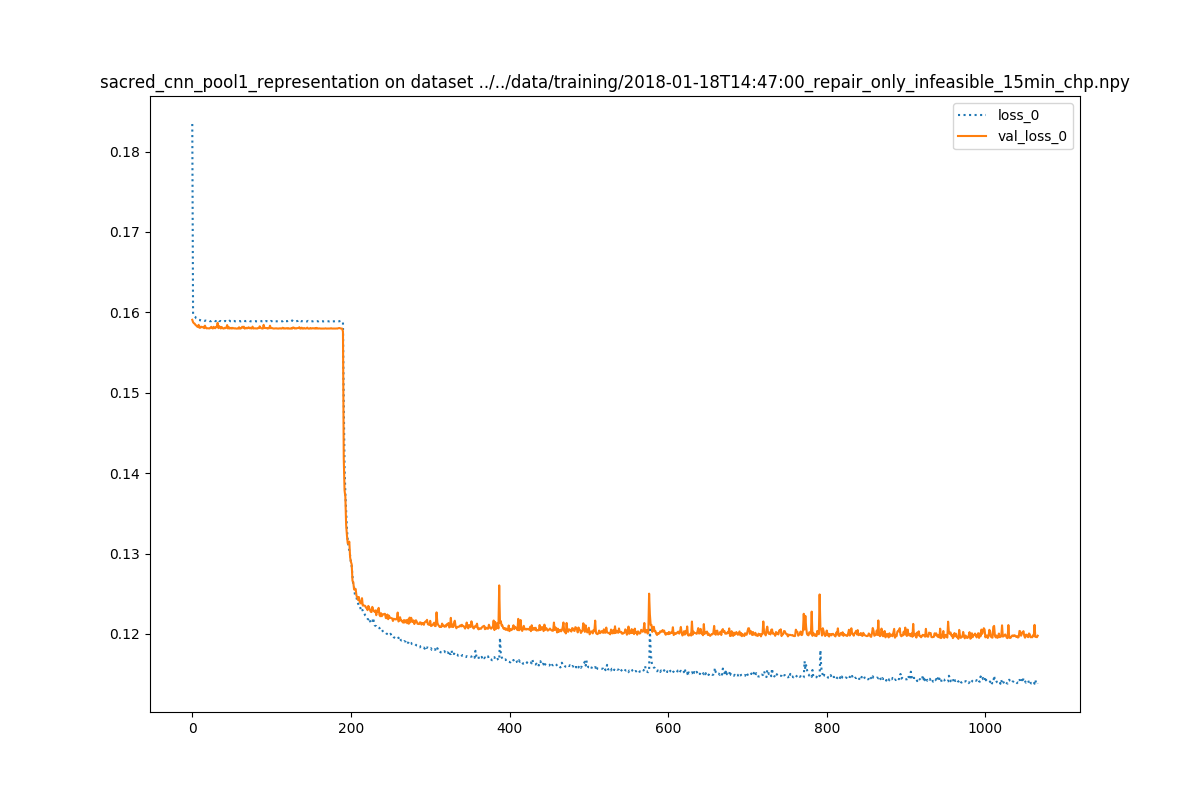 sacred_cnn_pool1_representation on dataset ../../data/training/2018-01-18T14:47:00_repair_only_infeasible_15min_chp.npy
loss_0
val_loss_0
0.18
0.17
0.16
0.15
0.14
0.13
0.12
0 200 400 600 800 1000